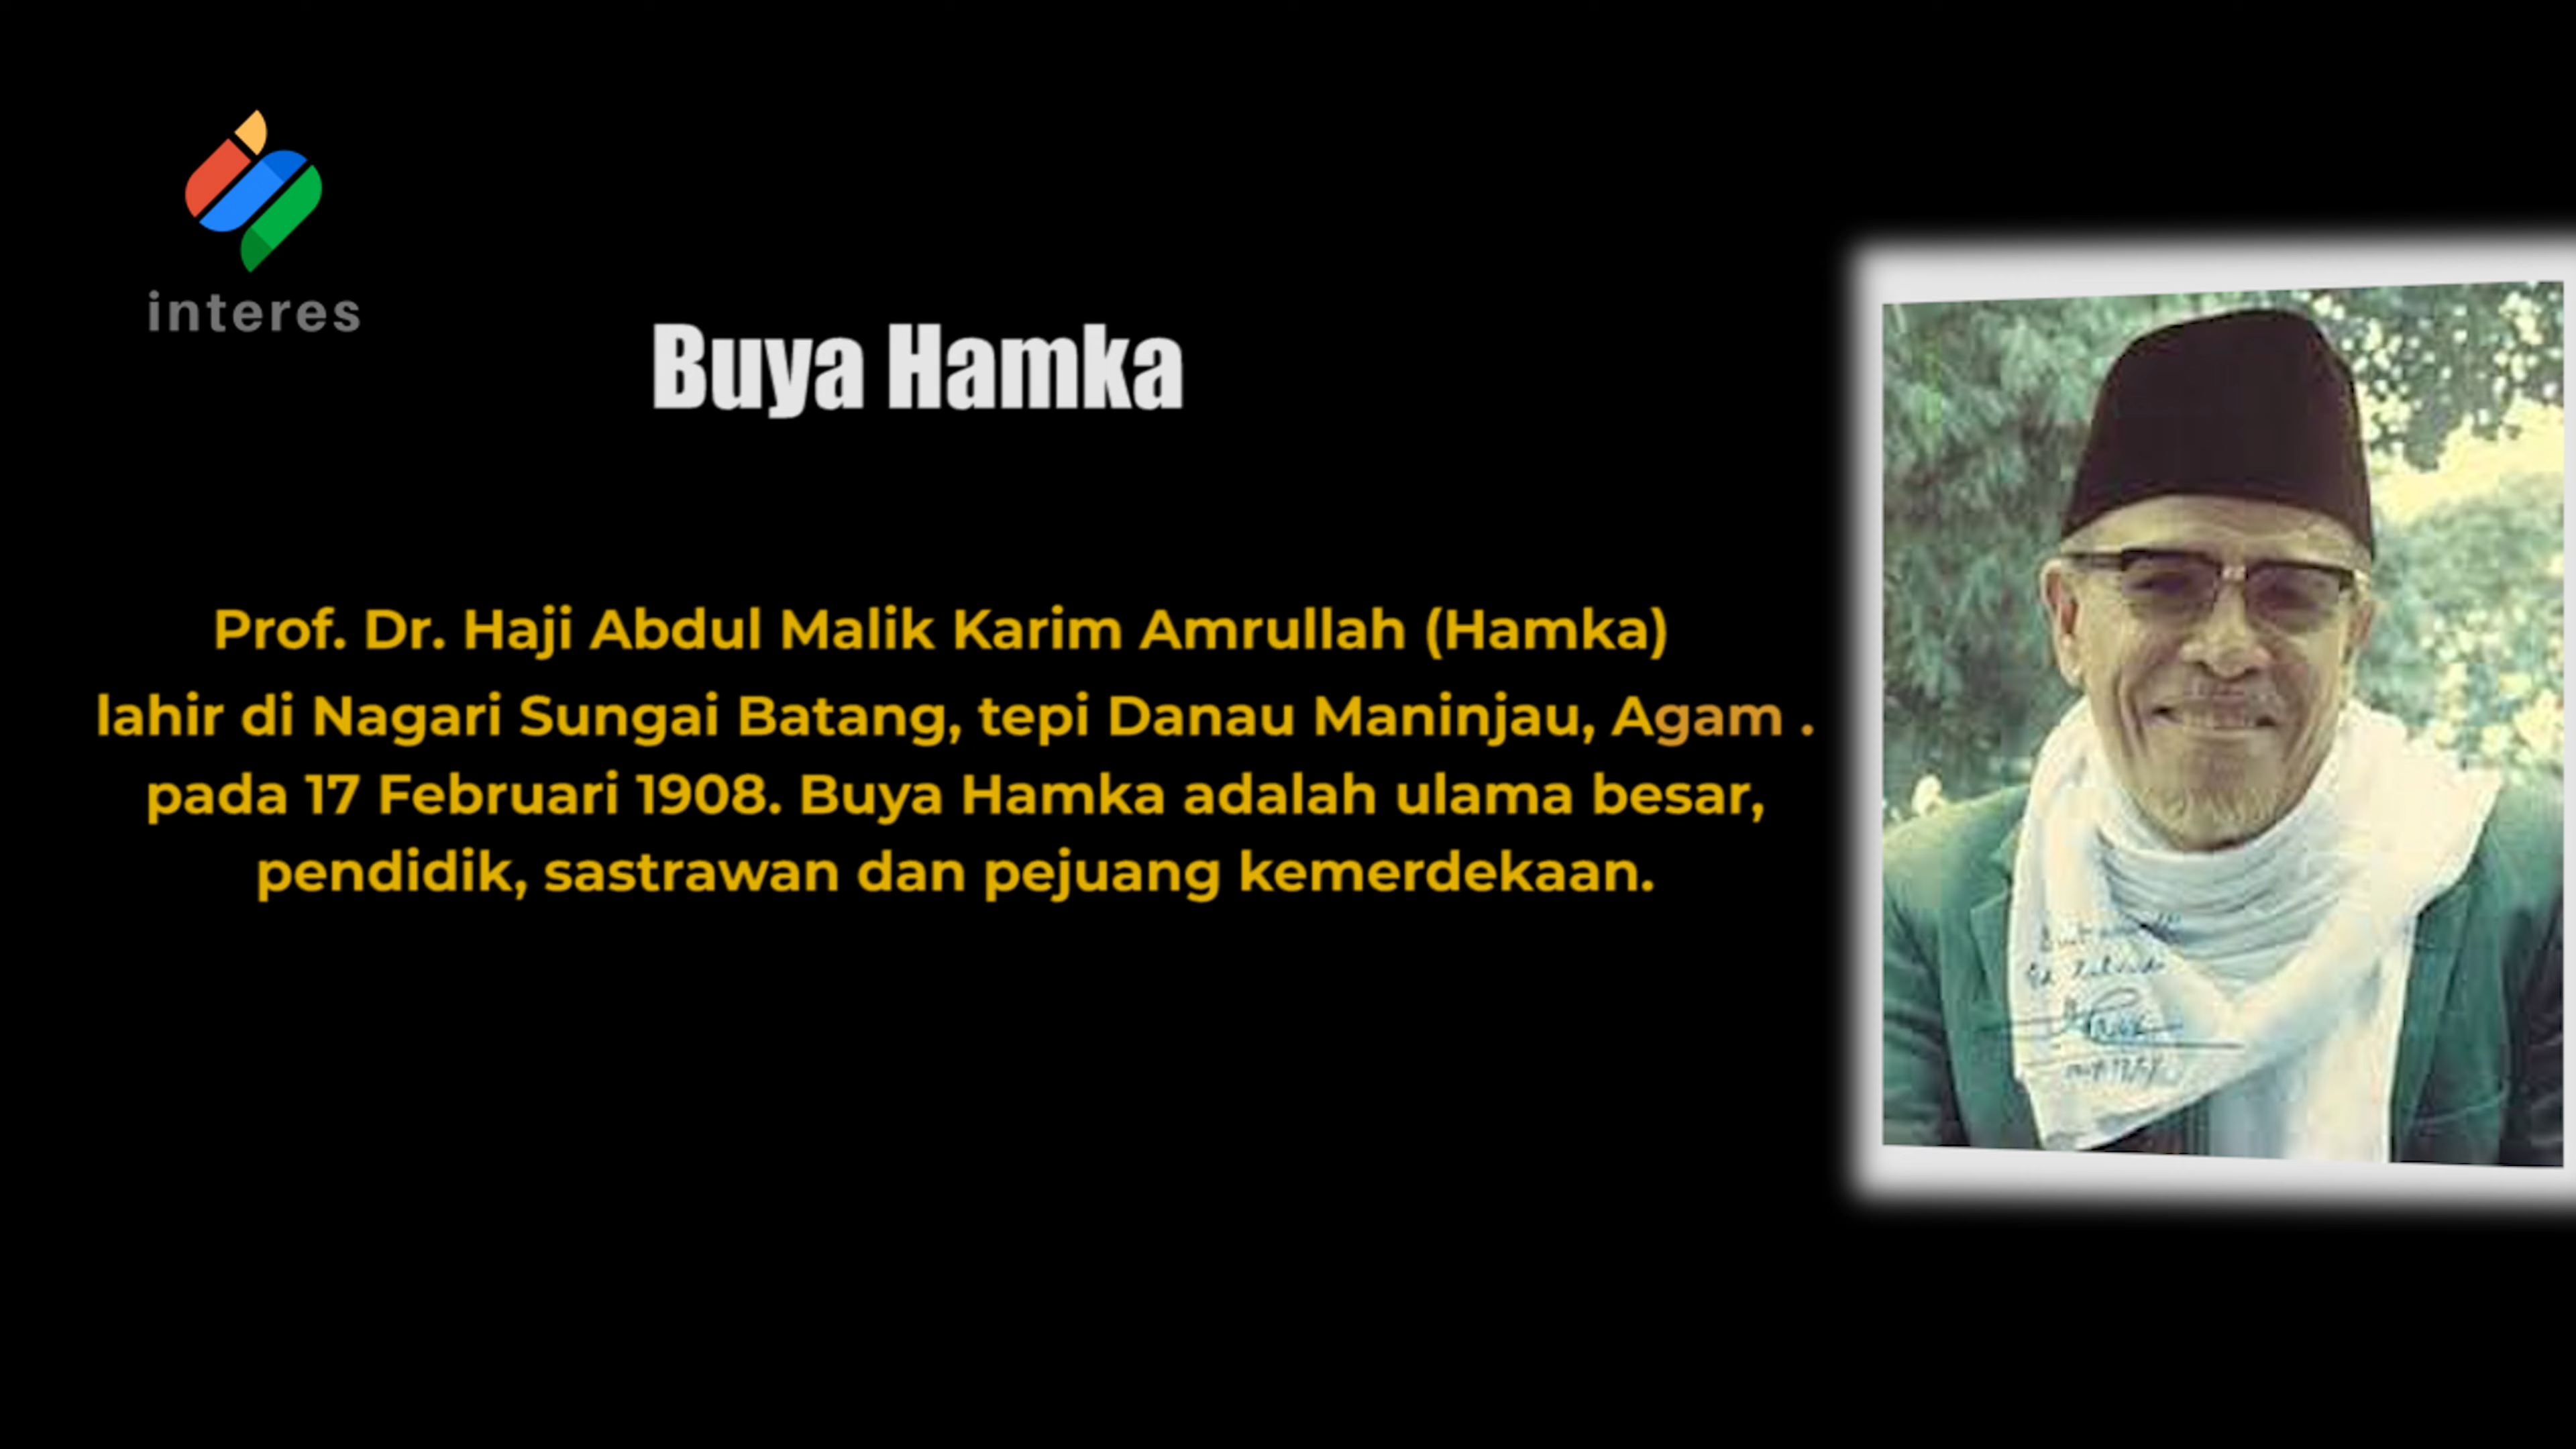 interes
Buya Hamka
Prof. Dr. Haji Abdul Malik Karim Amrullah (Hamka)
lahir di Nagari Sungai Batang, tepi Danau Maninjau, Agam .
pada 17 Februari 1908. Buya Hamka adalah ulama besar,
pendidik, sastrawan dan pejuang kemerdekaan.